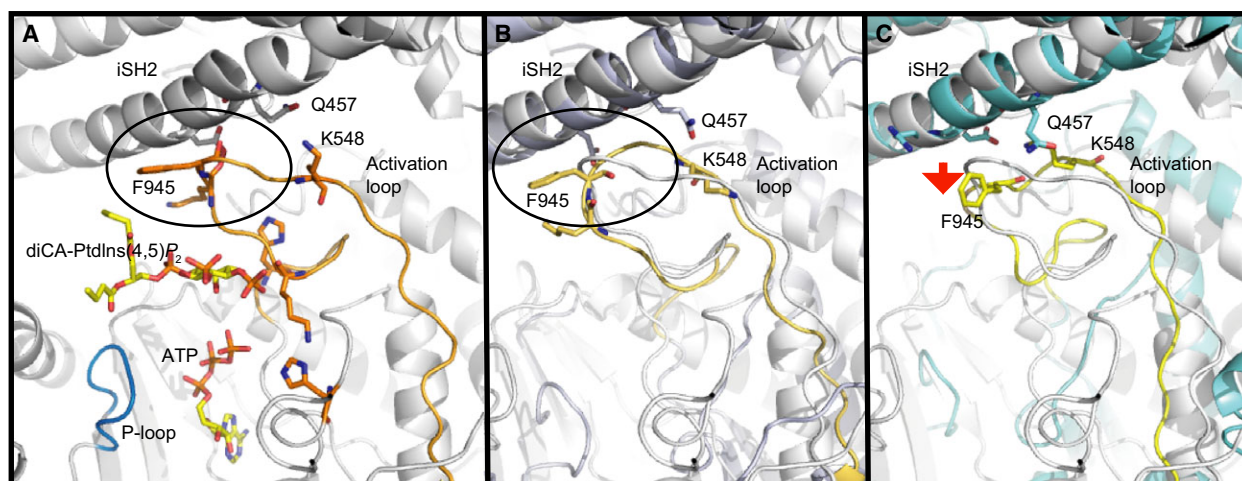 A
iSH2
Q457
K548
Activation
loop
F945
diCA-PtdIns(4,5)P2
ATP
P-loop
B
iSH2
Q457
K548
Activation
loop
F945
C
iSH2
Q457
K548
Activation
loop
F945